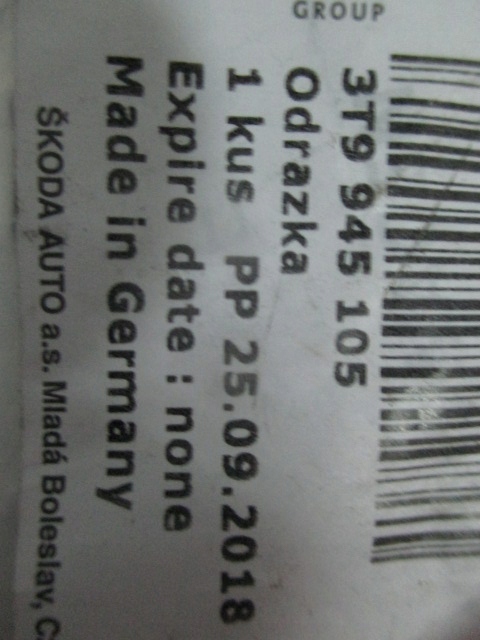 GROUP
3T9 945 105
Odrazka
1 kus PP 25.09.2018
Expire date : none
Made in Germany
ŠKODA AUTO a.s. Mladá Boleslav, C